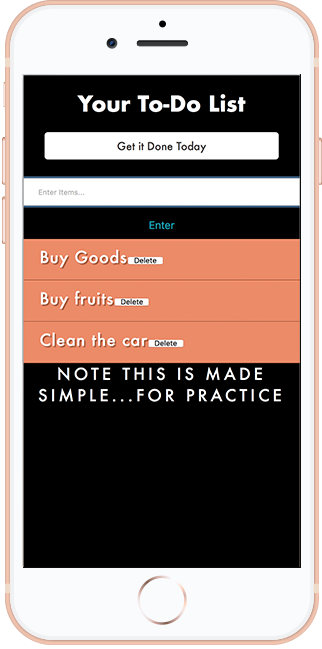 Your To-Do List
Get it Done Today
Enter Items...
Enter
Buy Goods Delete
Buy fruits Delete
Clean the car Delete
NOTE THIS IS MADE
SIMPLE...FOR PRACTICE